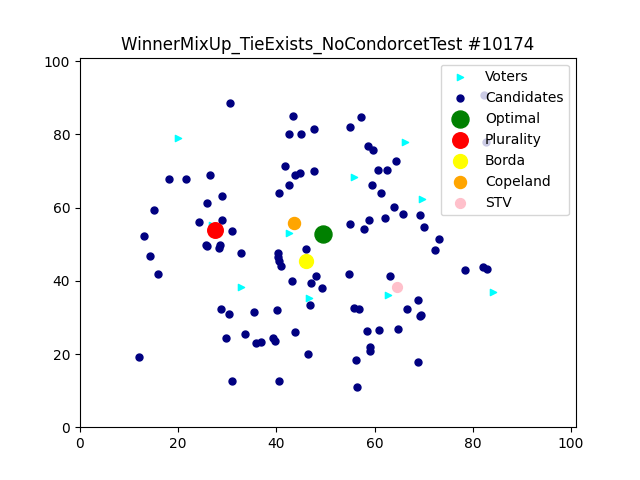 WinnerMixUp_TieExists_NoCondorcetTest #10174
100
80
60
40
20
0
0 20 40 60 80 100
Voters
Candidates
Optimal
Plurality
Borda
Copeland
STV